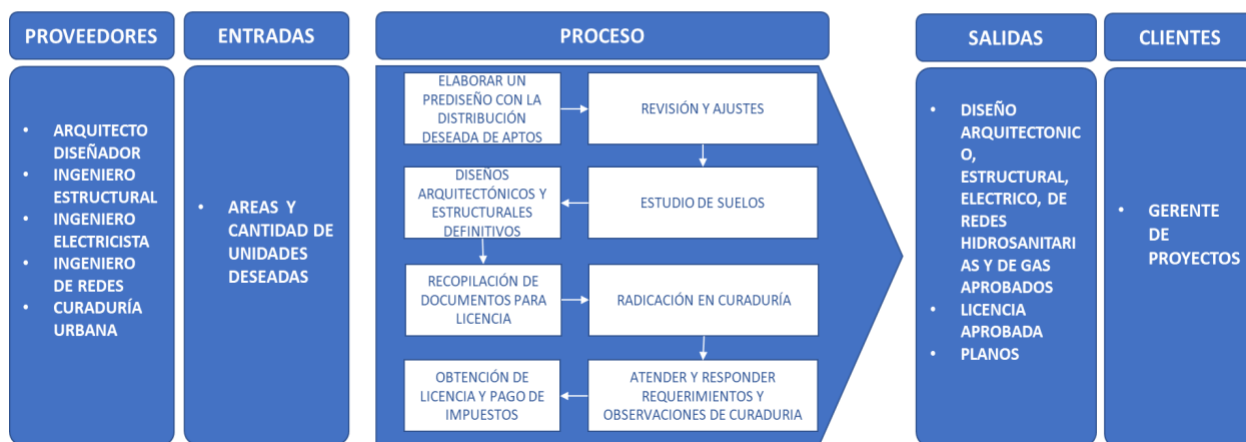 PROVEEDORES
ENTRADAS
PROCESO
SALIDAS
CLIENTES
• ARQUITECTO
DISEÑADOR
• INGENIERO
ESTRUCTURAL
• INGENIERO
ELECTRICISTA
• INGENIERO
DE REDES
• CURADURÍA
URBANA
• AREAS Y
CANTIDAD DE
UNIDADES
DESEADAS
ELABORAR UN
PREDISEÑO CON LA
DISTRIBUCIÓN
DESEADA DE APTOS
REVISIÓN Y AJUSTES
ESTUDIO DE SUELOS
DISEÑOS
ARQUITECTÓNICOS Y
ESTRUCTURALES
DEFINITIVOS
RECOPILACIÓN DE
DOCUMENTOS PARA
LICENCIA
RADICACIÓN EN CURADURÍA
ATENDER Y RESPONDER
REQUERIMIENTOS Y
OBSERVACIONES DE CURADURIA
OBTENCIÓN DE
LICENCIA Y PAGO DE
IMPUESTOS
• DISEÑO
ARQUITECTONIC
O,
ESTRUCTURAL,
ELECTRICO, DE
REDES
HIDROSANITARI
AS Y DE GAS
APROBADOS
• LICENCIA
APROBADA
• PLANOS
• GERENTE
DE
PROYECTOS